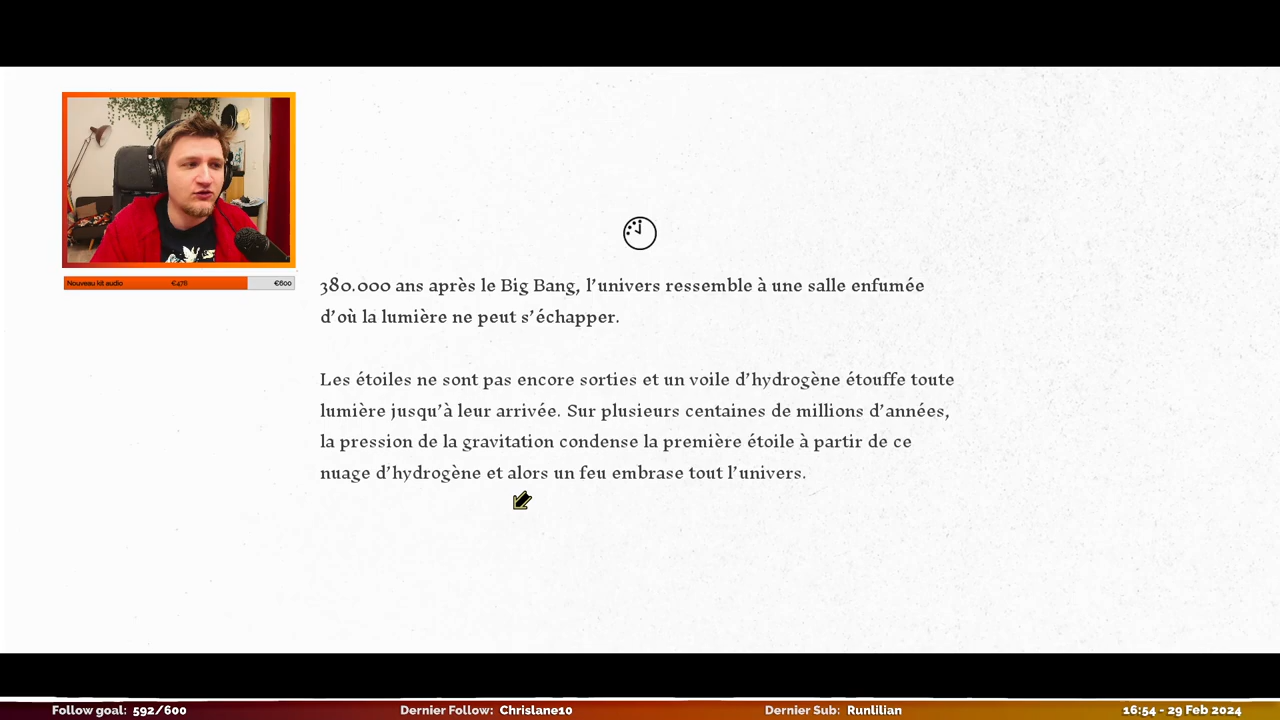 Nouveau kit audio €476 €600
380.000 ans après le Big Bang, l'univers ressemble à une salle enfumée
d'où la lumière ne peut s'échapper.
Les étoiles ne sont pas encore sorties et un voile d'hydrogène étouffe toute
lumière jusqu'à leur arrivée. Sur plusieurs centaines de millions d'années,
la pression de la gravitation condense la première étoile à partir de ce
nuage d'hydrogène et alors un feu embrase tout l'univers.
Follow goal: 592/600 Dernier Follow: Chrislane10 Dernier Sub: Runlilian 16:54 - 29 Feb 2024